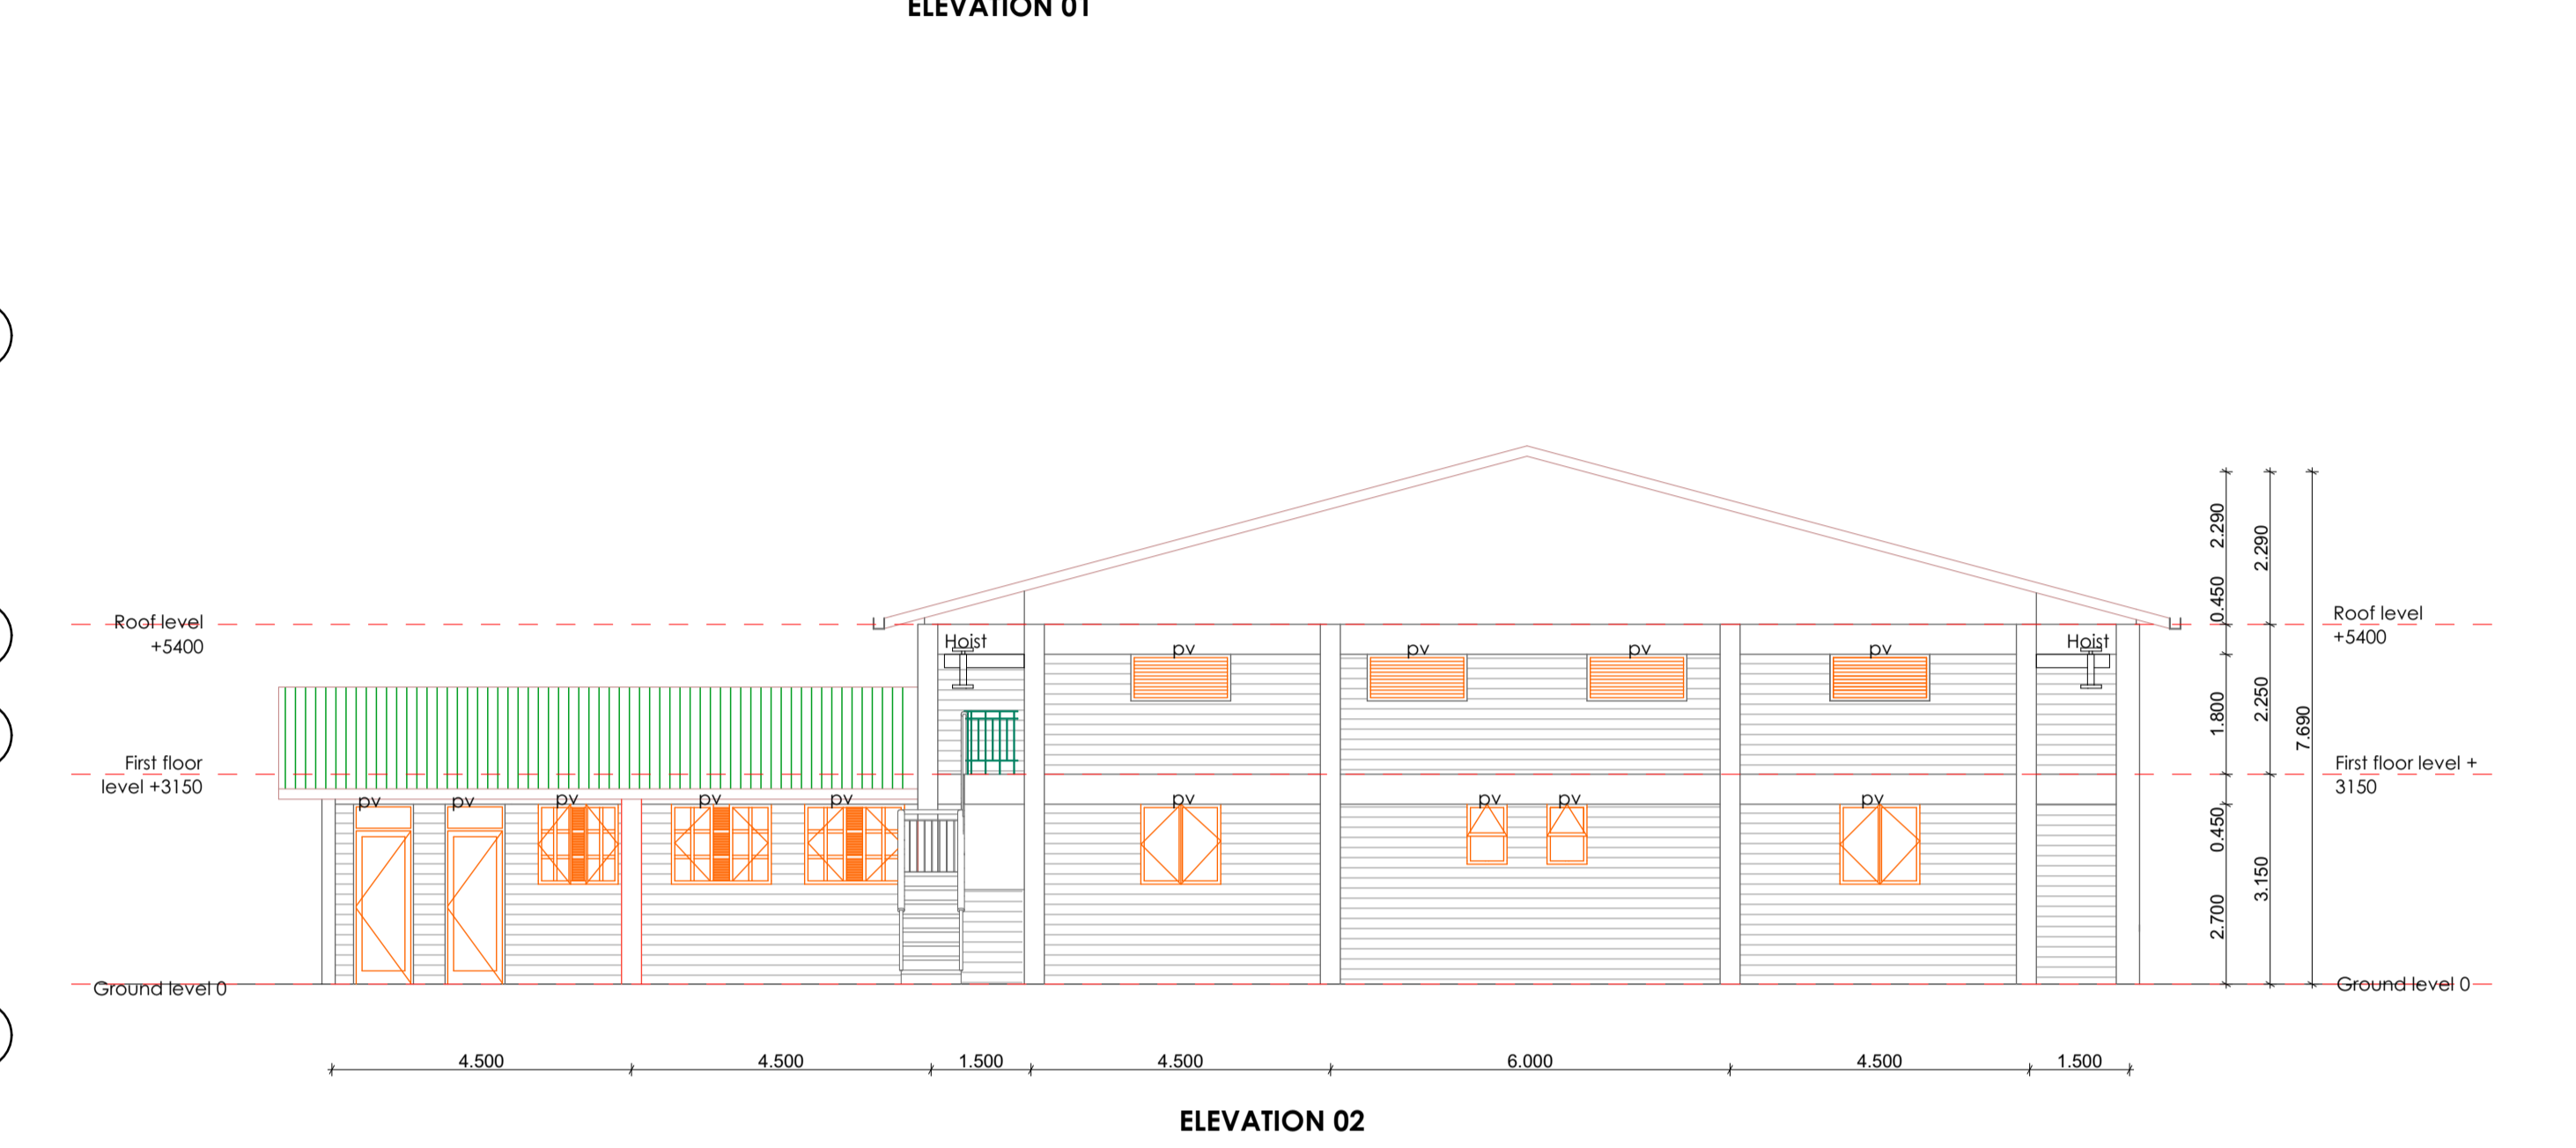 ELEVATION 01
2.290
2.290
0.450
Roof level
+5400
Roof level
+5400
Hoist
pv
pv
pv
pv
Hoist
1.800
2.250
7.690
First floor
level +3150
First floor level +
3150
pv
pv
pv
pv
pv
pv
pv
pv
pv
0.450
3.150
2.700
Ground level 0
Ground level 0
4.500
4.500
1.500
4.500
6.000
4.500
1.500
ELEVATION 02